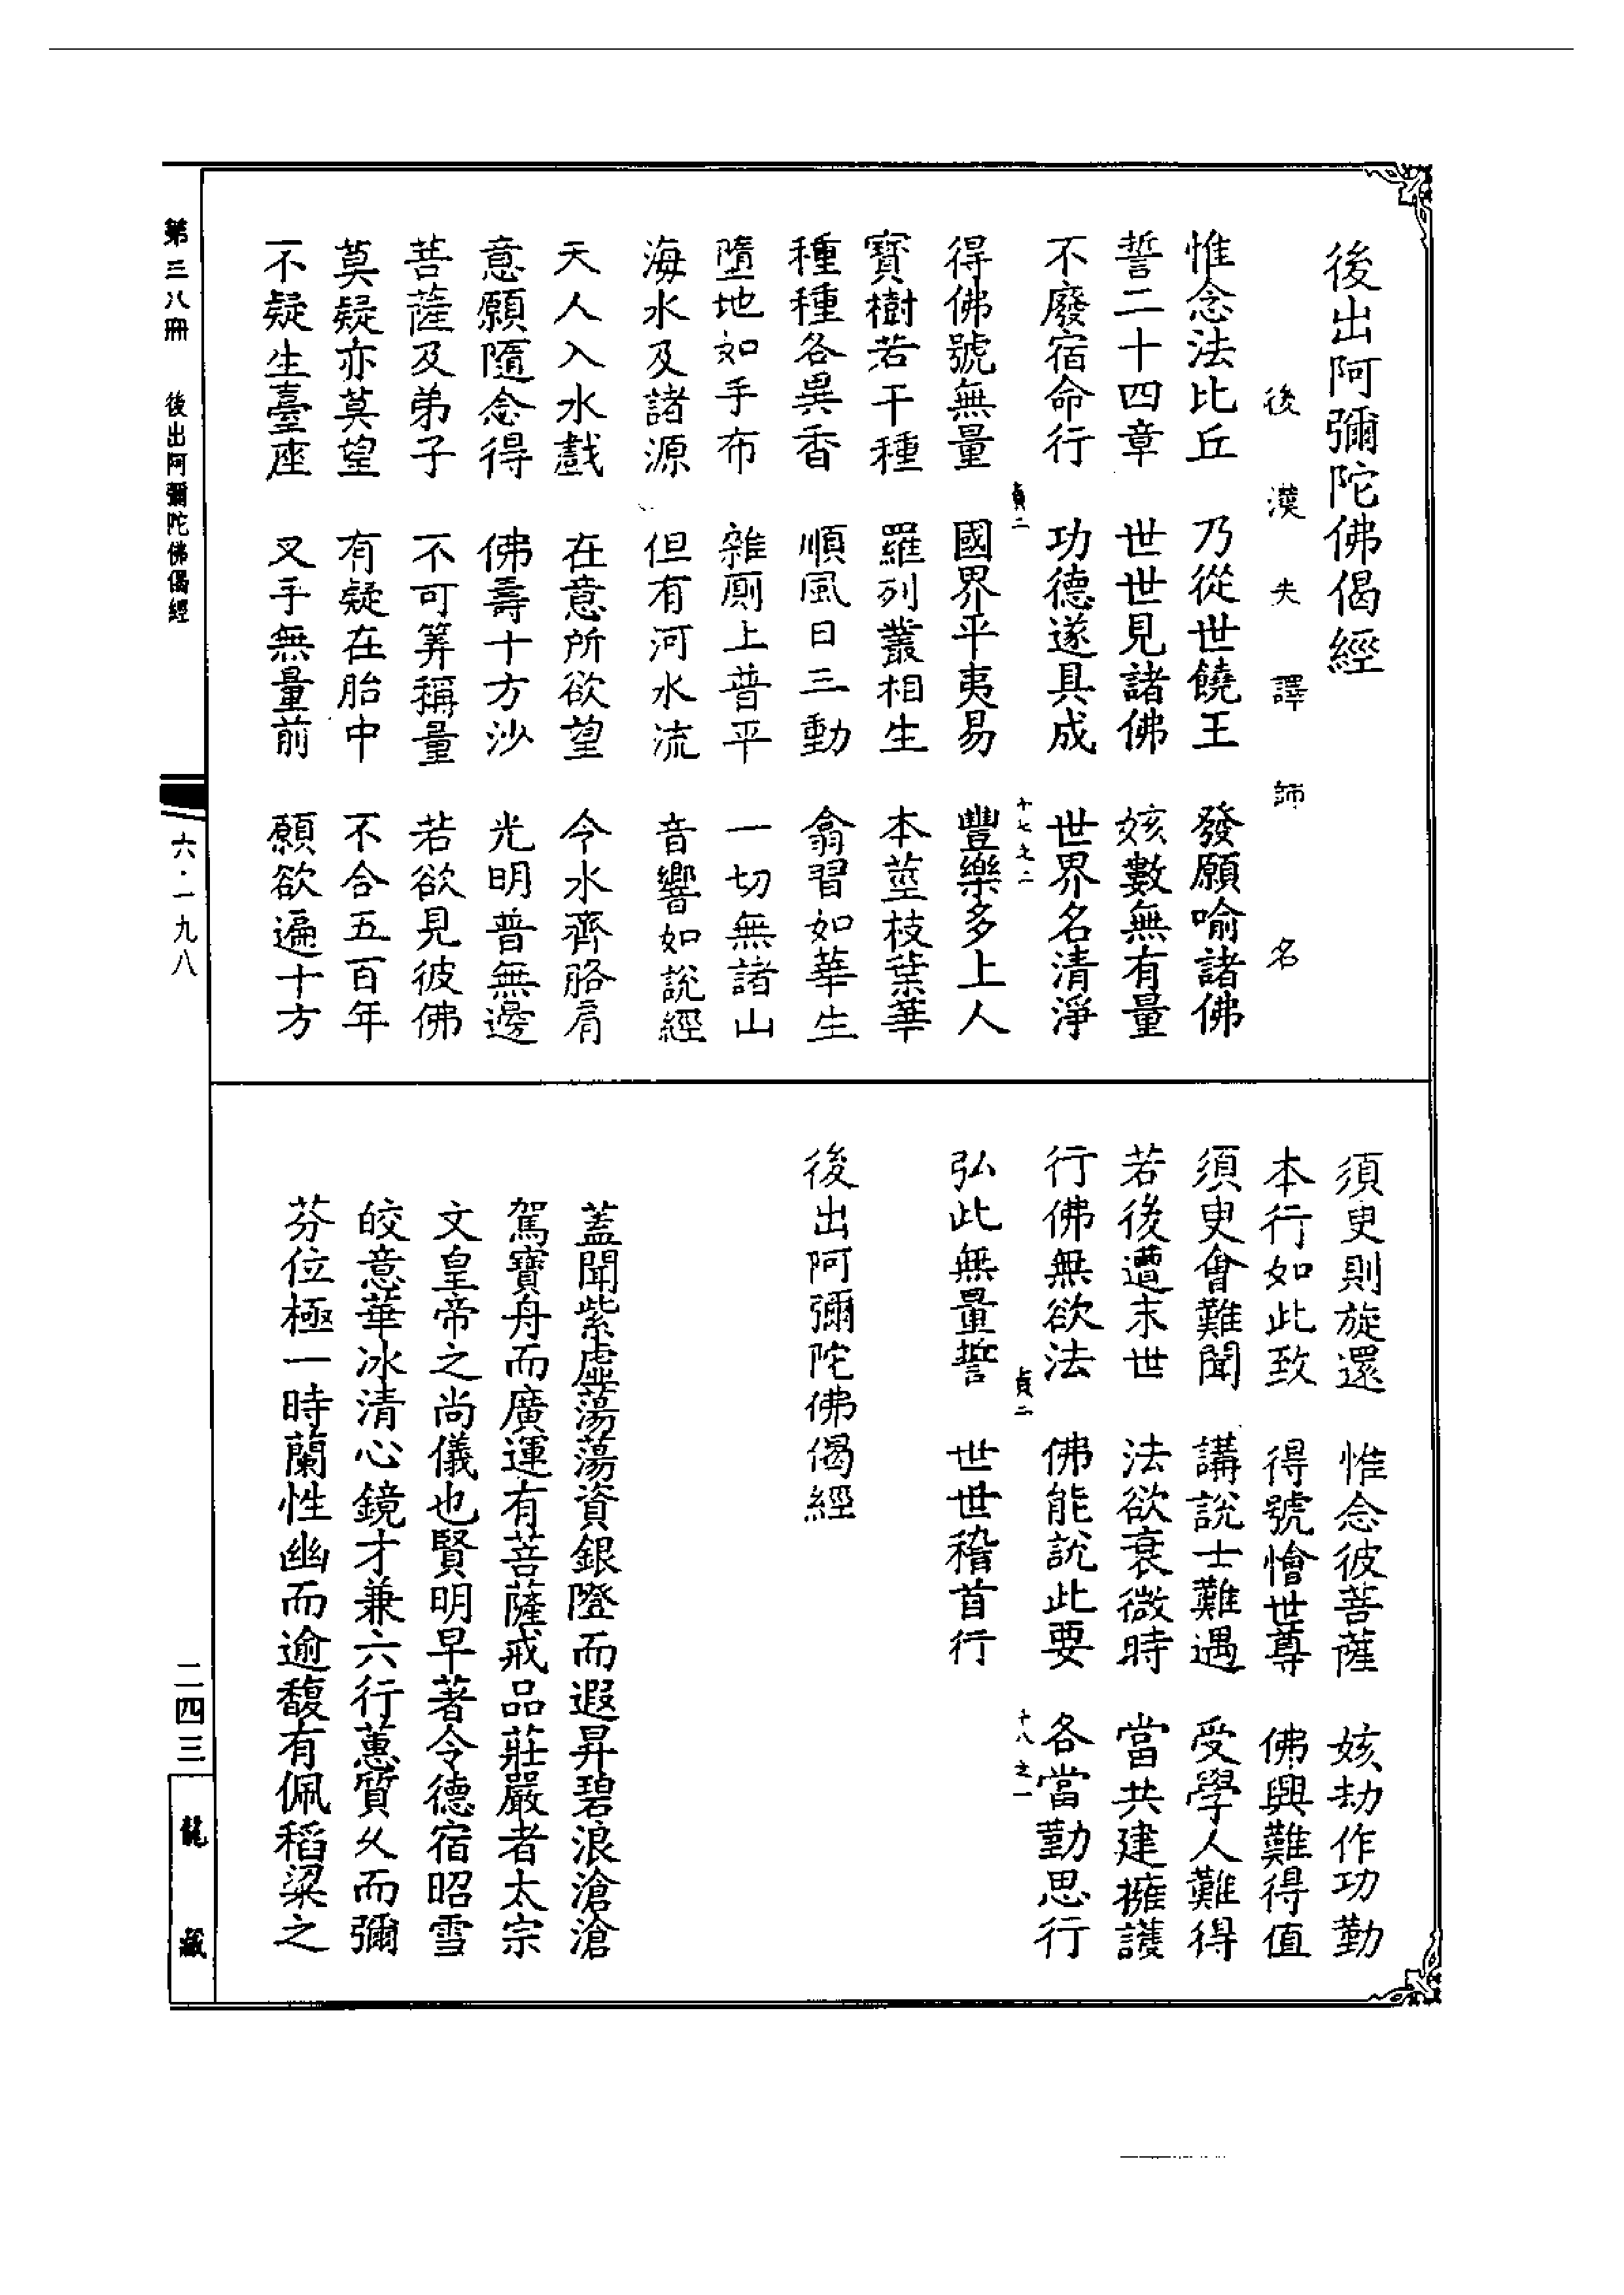 後出阿彌陀佛偈經
後漢失譯師名
惟念法比丘　乃從世饒王　發願喻諸佛
誓二十四章　世世見諸佛　姟數無有量
不廢宿命行　功德遂具成　世界名清淨
貞二　十七之二
得佛號無量　國界平夷易　豐樂多上人
寶樹若干種　羅列叢相生　本莖枝葉華
種種各異香　順風日三動　翕習如華生
墮地如手布　雜廁上普平　一切無諸山
海水及諸源　但有河水流　音響如說經
天人入水戲　在意所欲望　令水齊胳肩
意願隨念得　佛壽十方沙　光明普無邊
菩薩及弟子　不可筭稱量　若欲見彼佛
莫疑亦莫望　有疑在胎中　不合五百年
不疑生臺座　叉手無量前　願欲遍十方
須臾則旋還　惟念彼菩薩　姟劫作功勤
本行如此致　得號懀世尊　佛興難得值
須臾會難聞　講說士難遇　受學人難得
若後遭末世　法欲衰微時　當共建擁護
行佛無欲法　佛能說此要　各當勤思行
貞二　十八之一
弘此無量誓　世世稽首行
後出阿彌陀佛偈經
蓋聞紫虛蕩蕩資銀隥而遐昇碧浪滄滄
駕寶舟而廣運有菩薩戒品莊嚴者太宗
文皇帝之尚儀也賢明早著令德宿昭雪
皎意華冰清心鏡才兼六行蕙質久而彌
芬位極一時蘭性幽而逾馥有佩稻粱之
第三八冊　後出阿彌陀佛偈經
六·一九八
二四三
龍藏